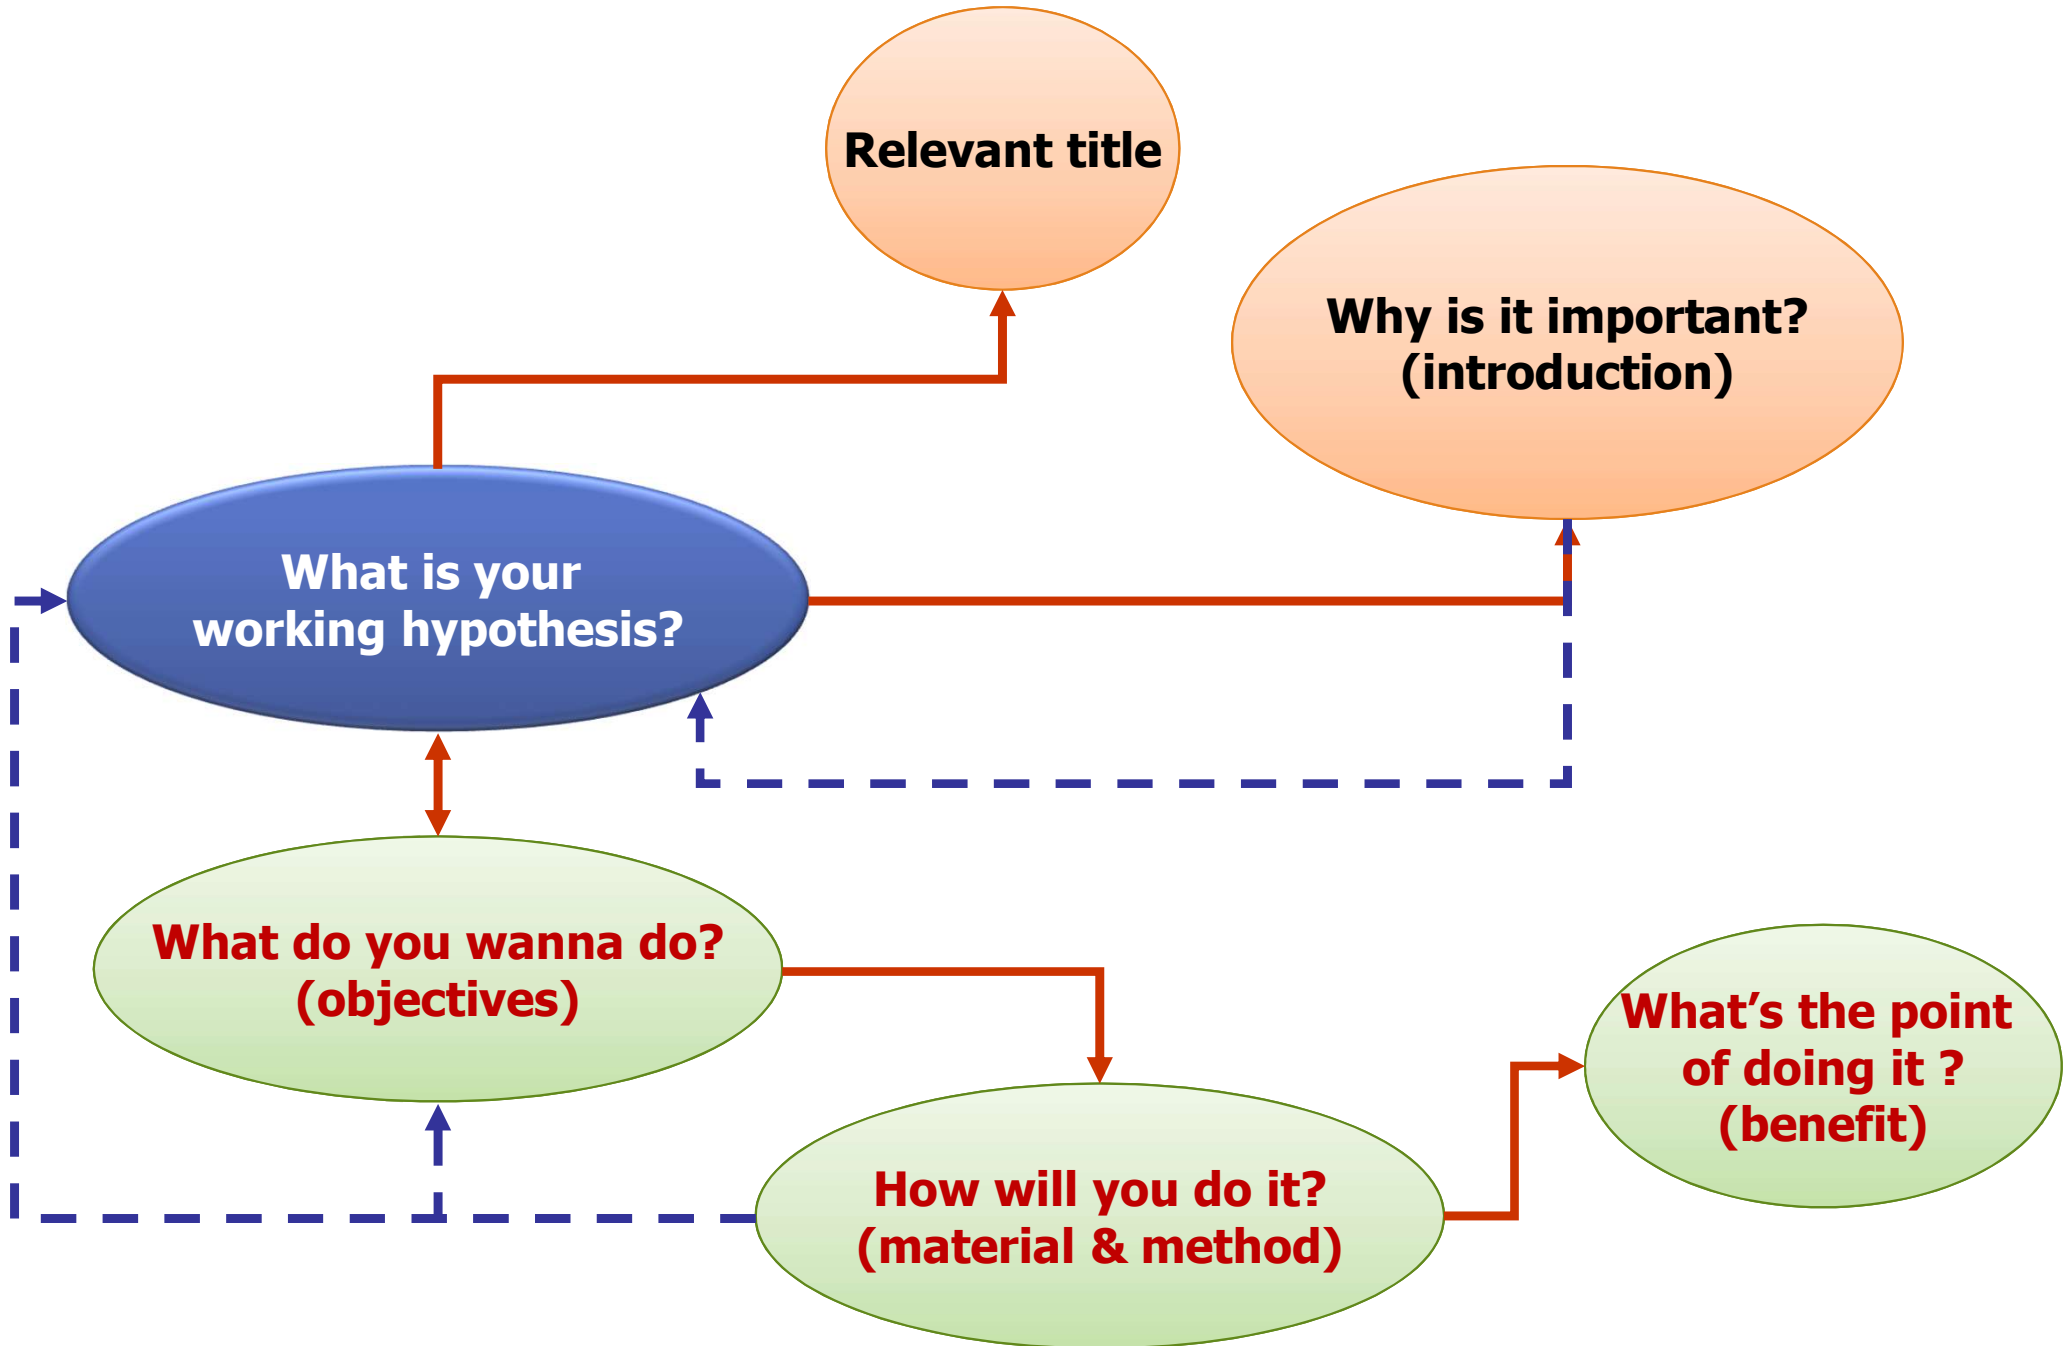 Relevant title
Why is it important?
(introduction)
What is your
working hypothesis?
What do you wanna do?
(objectives)
What’s the point
of doing it ?
(benefit)
How will you do it?
(material & method)